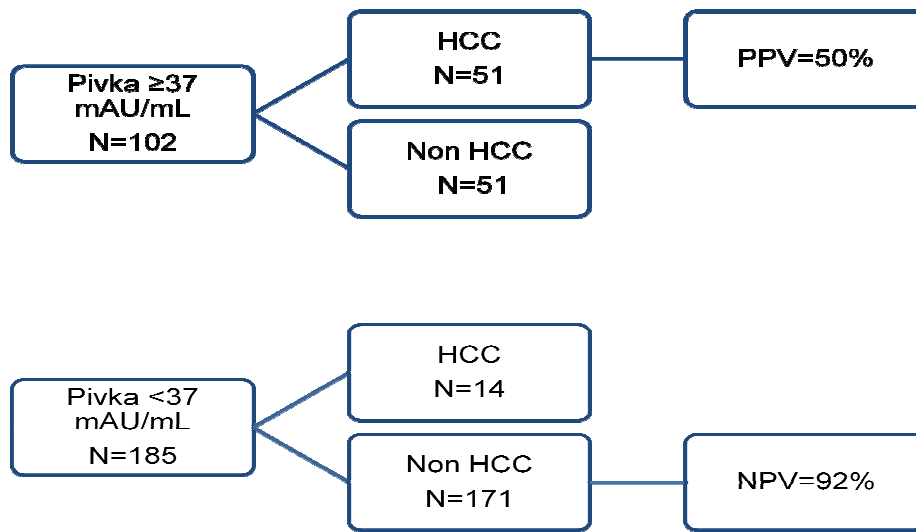 HCC
N=51
PPV=50%
Pivka ≥37
mAU/mL
N=102
Non HCC
N=51
HCC
N=14
Pivka <37
mAU/mL
N=185
Non HCC
N=171
NPV=92%